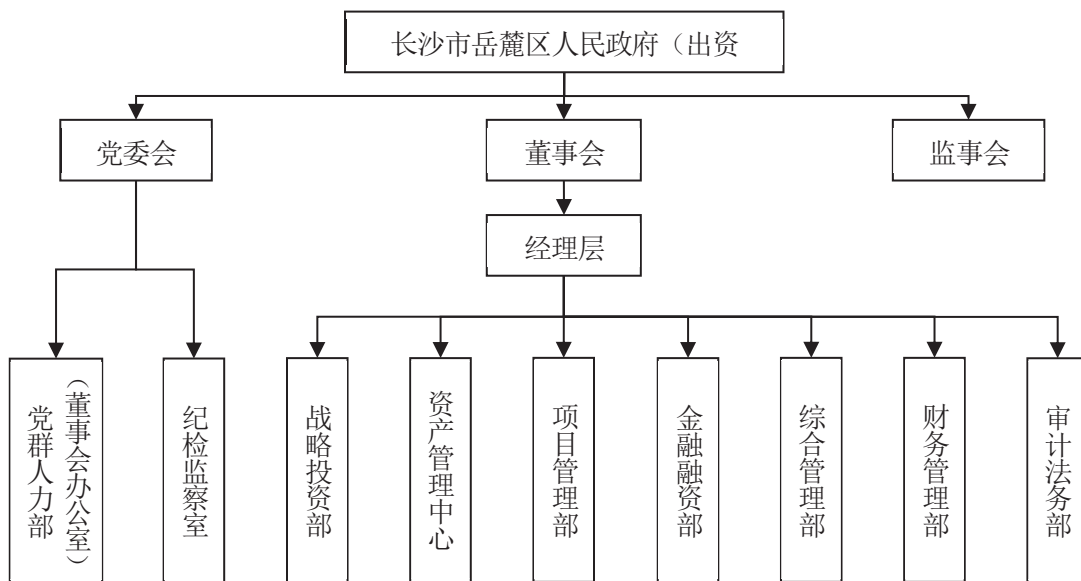 长沙市岳麓区人民政府（出资
党委会
董事会
监事会
经理层
党群人力部
（董事会办公室）
纪检监察室
战略投资部
资产管理中心
项目管理部
金融融资部
综合管理部
财务管理部
审计法务部